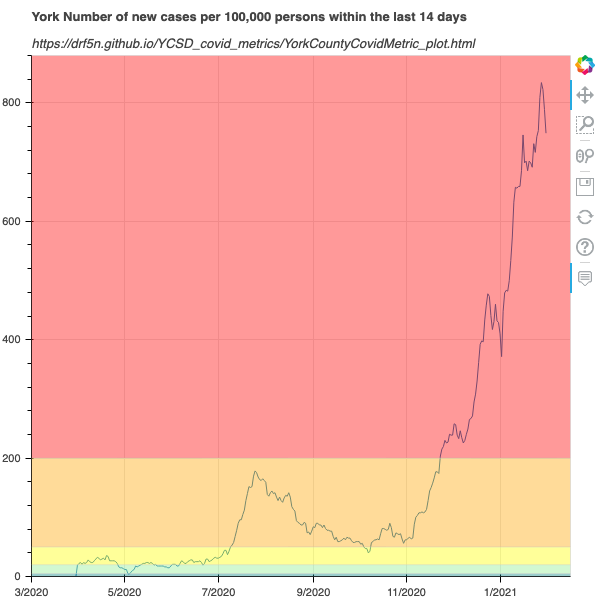 York Number of new cases per 100,000 persons within the last 14 days
https://drf5n.github.io/YCSD_covid_metrics/YorkCountyCovidMetric_plot.html
800
600
400
200
0
3/2020 5/2020 7/2020 9/2020 11/2020 1/2021